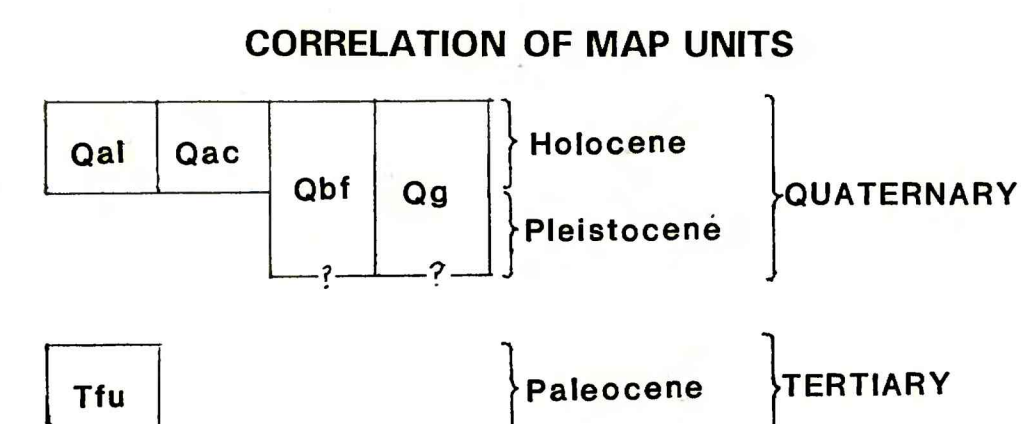 CORRELATION OF MAP UNITS
Qal Qac Holocene
Qbf Qg QUATERNARY
Pleistocene
? ?
Tfu Paleocene TERTIARY